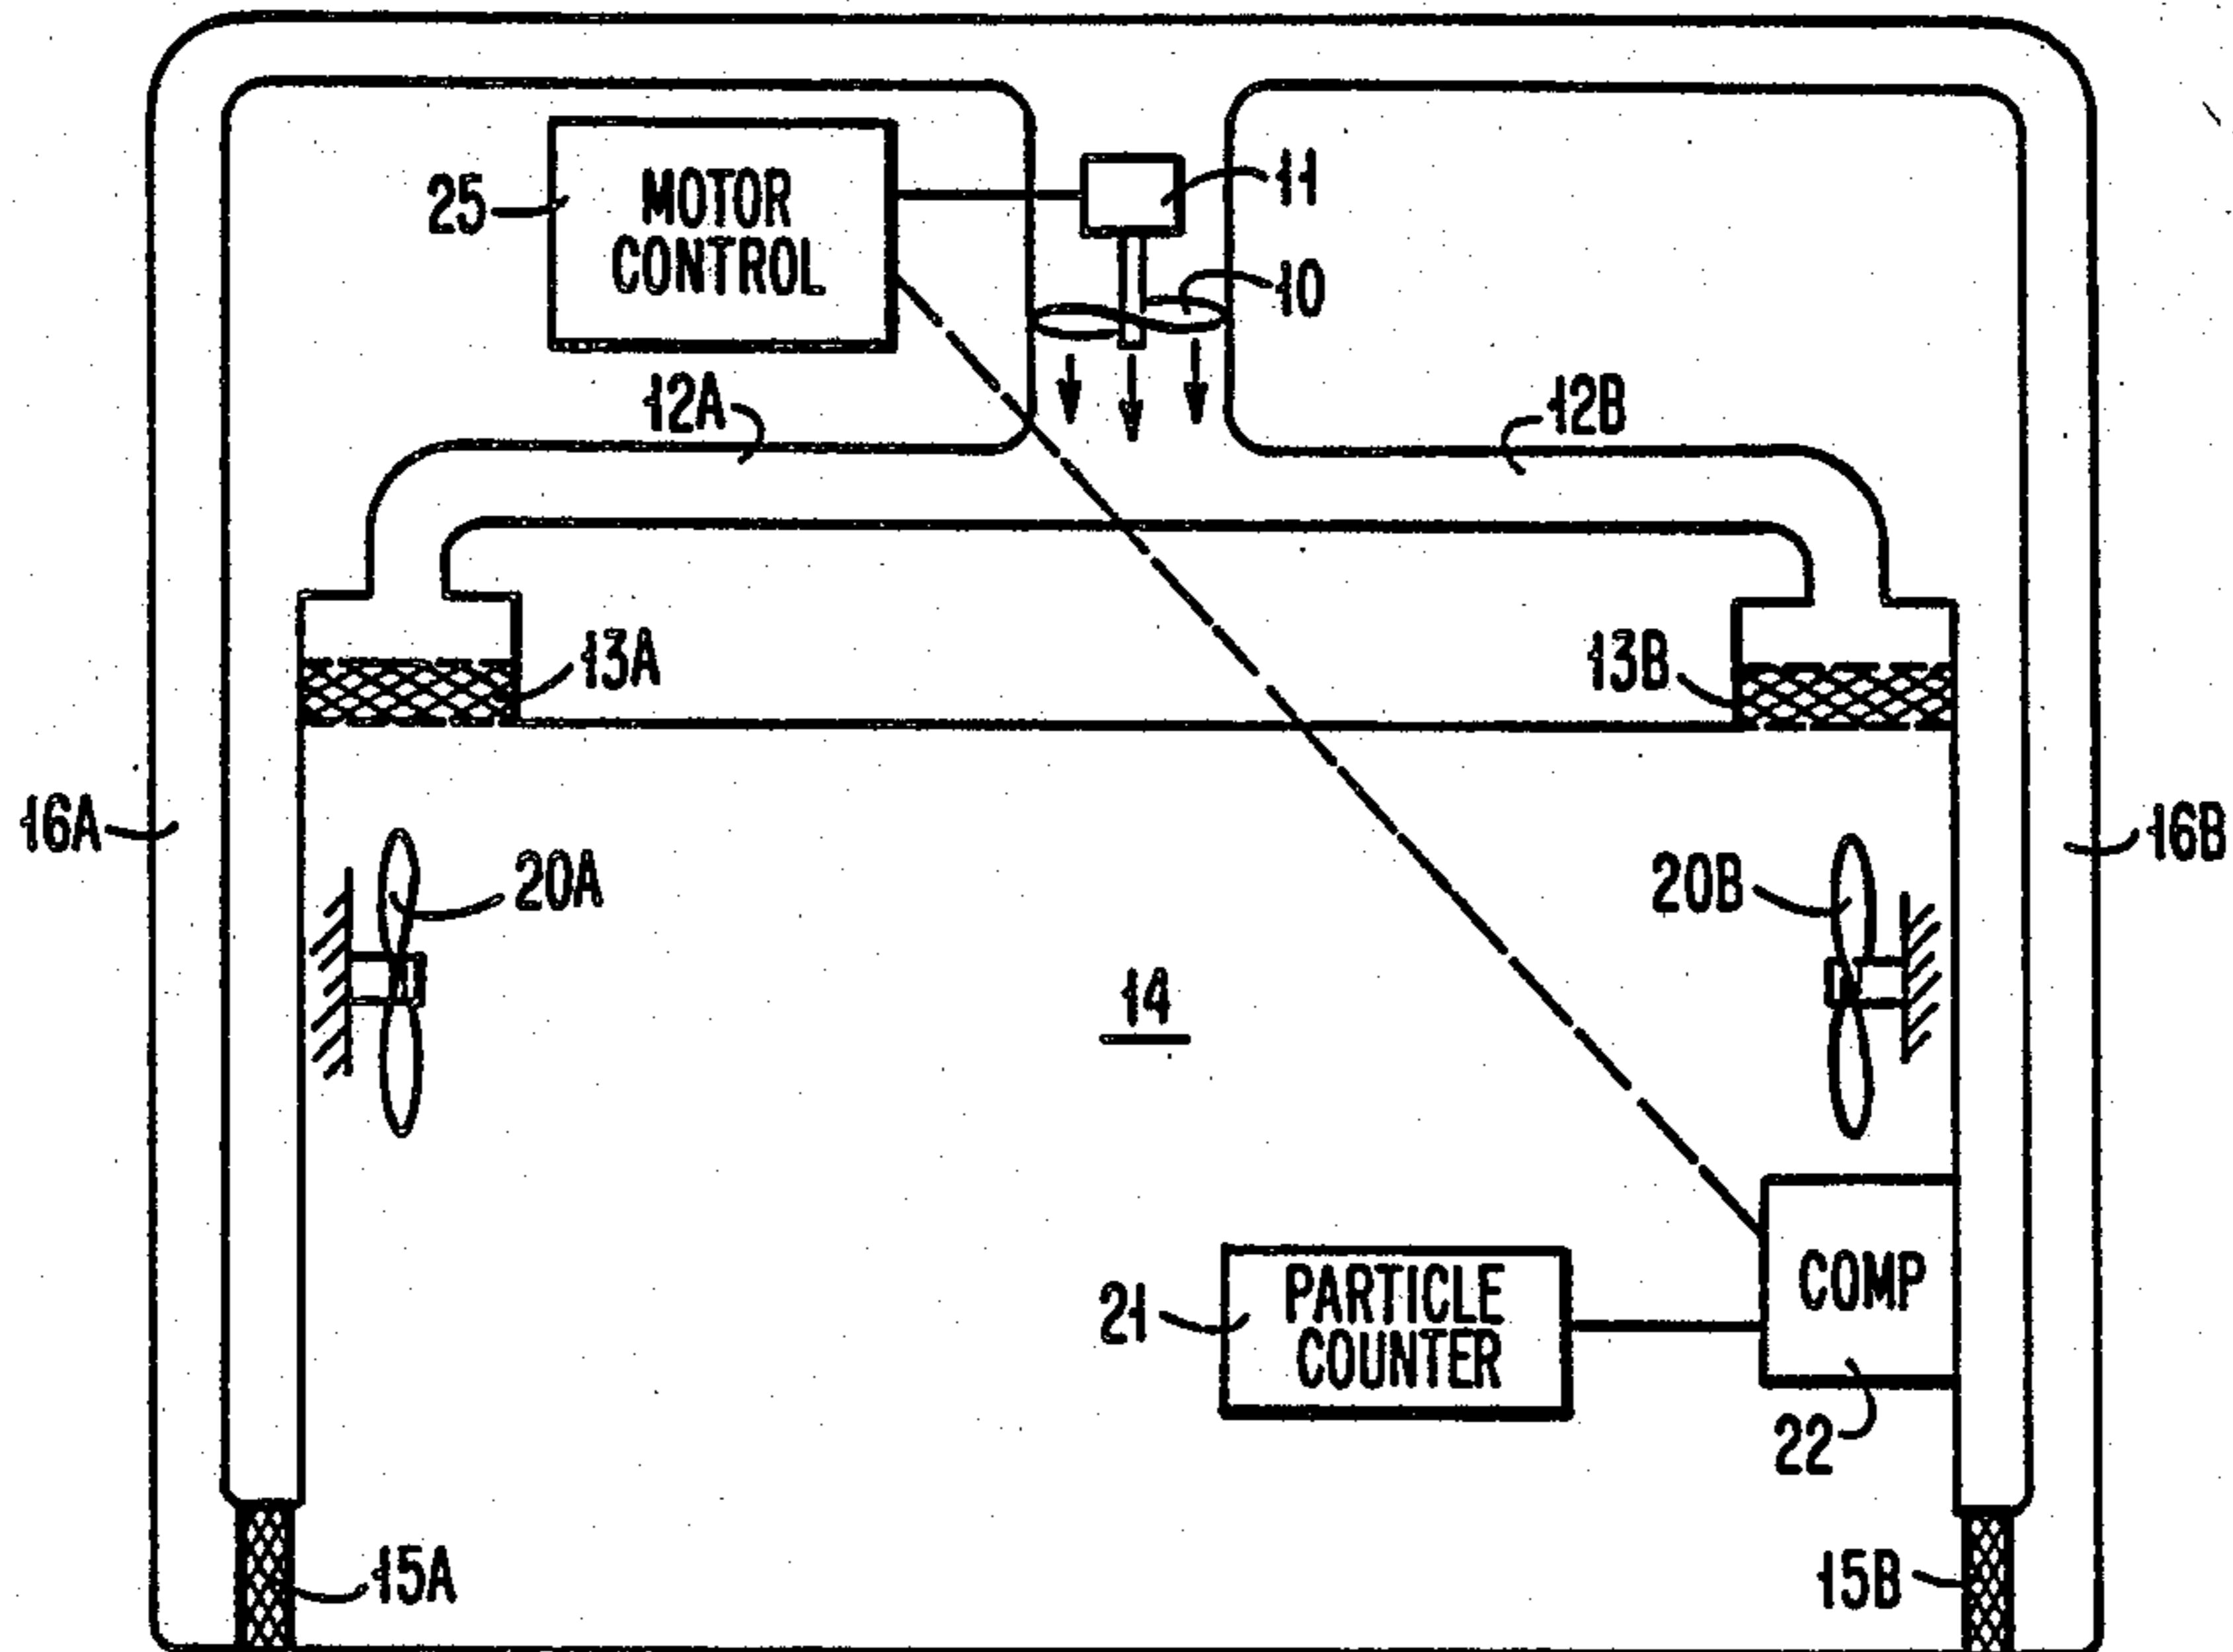 25
MOTOR
CONTROL
11
10
12A
12B
13A
13B
16A
20A
20B
16B
14
21
PARTICLE
COUNTER
COMP
22
15A
15B